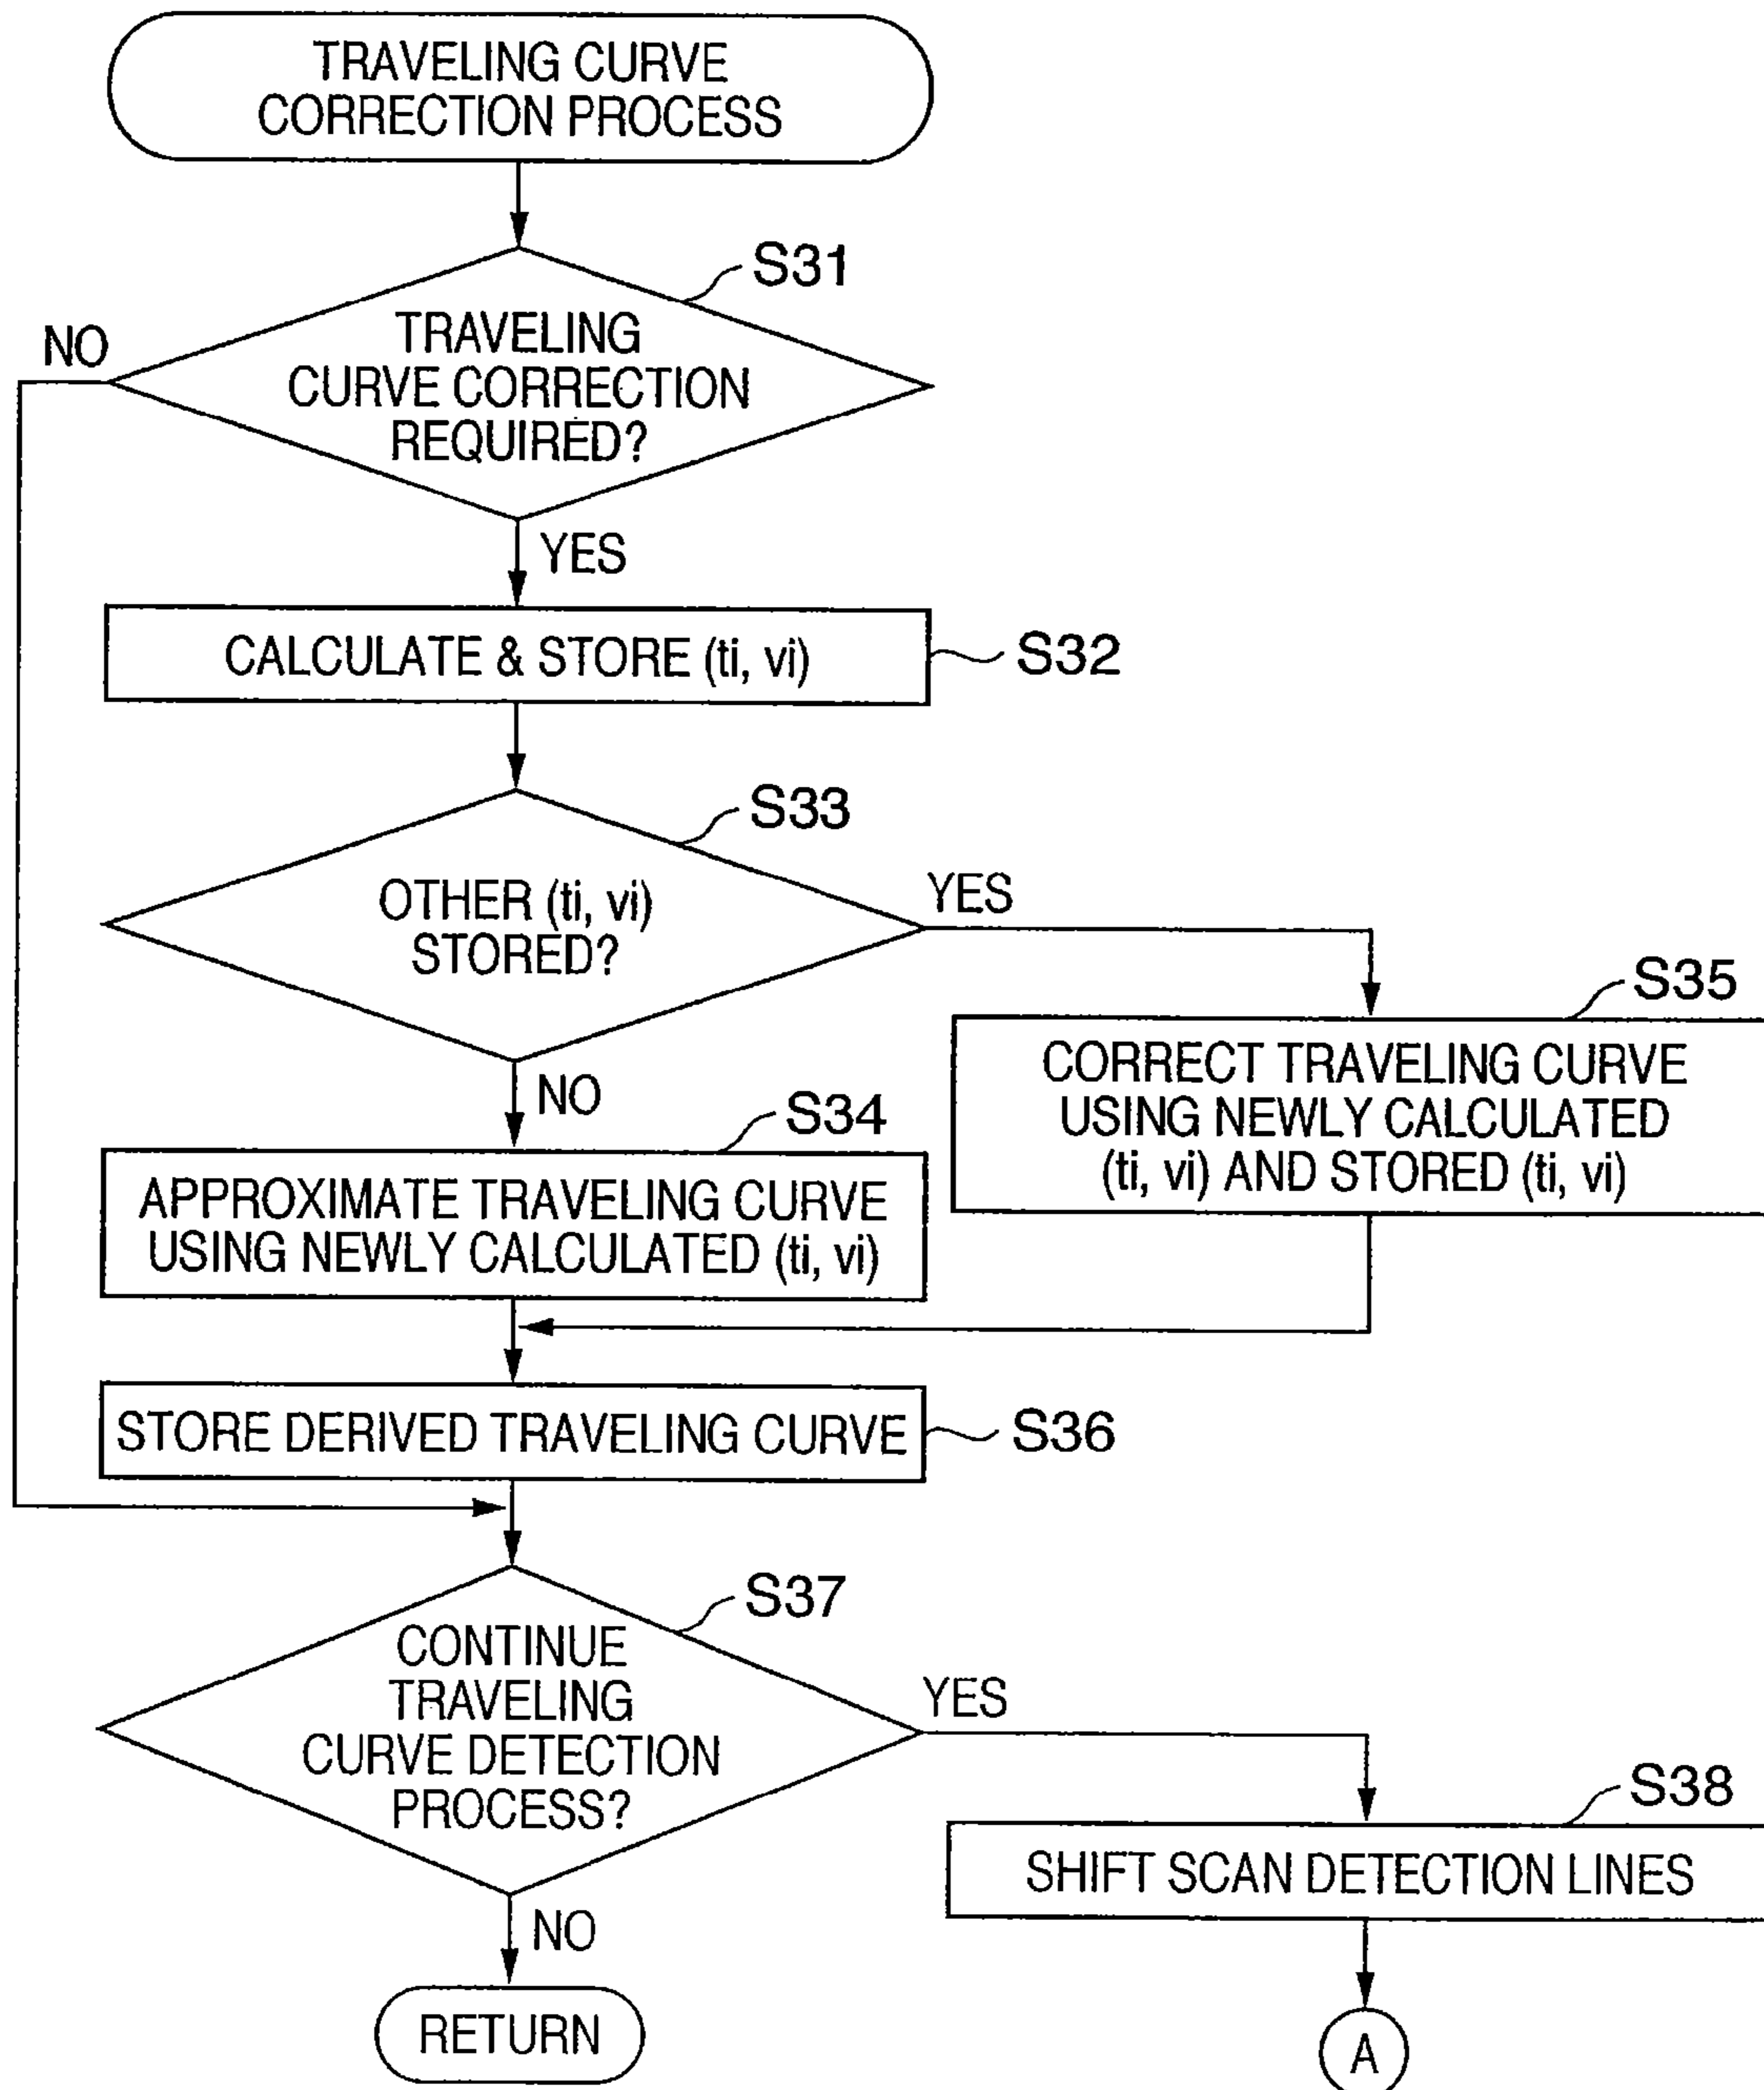 TRAVELING CURVE
CORRECTION PROCESS
S31
NO
TRAVELING
CURVE CORRECTION
REQUIRED?
YES
CALCULATE & STORE (ti, vi)
S32
S33
OTHER (ti, vi)
STORED?
YES
NO
S35
CORRECT TRAVELING CURVE
USING NEWLY CALCULATED
(ti, vi) AND STORED (ti, vi)
S34
APPROXIMATE TRAVELING CURVE
USING NEWLY CALCULATED (ti, vi)
STORE DERIVED TRAVELING CURVE
S36
S37
CONTINUE
TRAVELING
CURVE DETECTION
PROCESS?
YES
NO
S38
SHIFT SCAN DETECTION LINES
RETURN
A